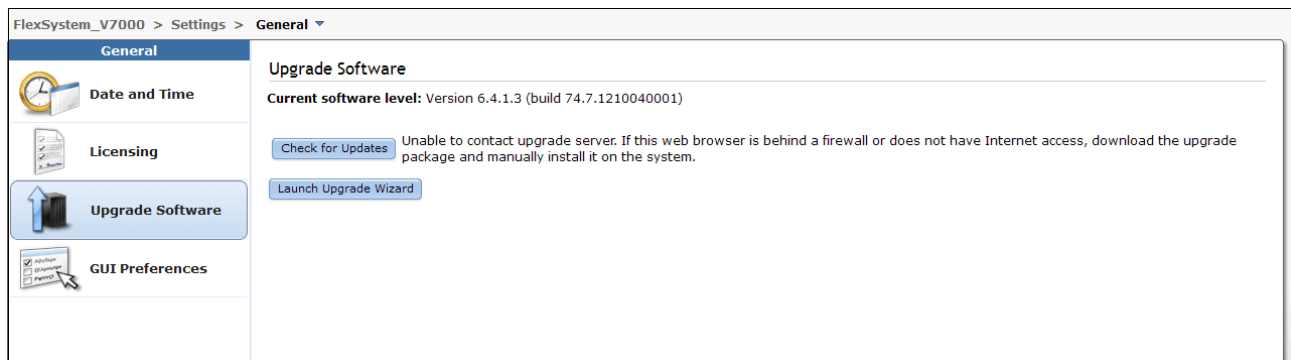 FlexSystem_V7000 > Settings > General
General
Date and Time
Licensing
Upgrade Software
GUI Preferences
Upgrade Software
Current software level: Version 6.4.1.3 (build 74.7.1210040001)
Check for Updates
Unable to contact upgrade server. If this web browser is behind a firewall or does not have Internet access, download the upgrade
package and manually install it on the system.
Launch Upgrade Wizard